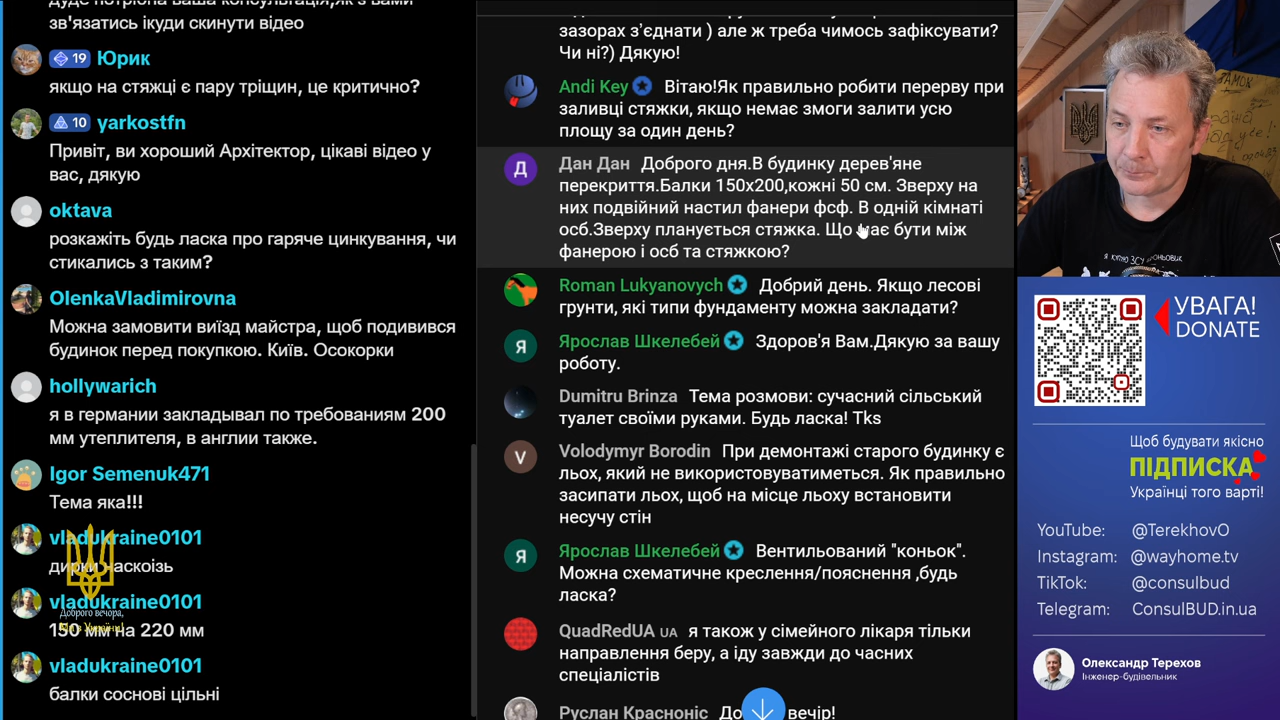 дуде потрібна ваша консультація,як з вами
зв'язатись ікуди скинути відео
19 Юрик
якщо на стяжці є пару тріщин, це критично?
10 yarkostfn
Привіт, ви хороший Архітектор, цікаві відео у
вас, дякую
oktava
розкажіть будь ласка про гаряче цинкування, чи
стикались з таким?
OlenkaVladimirovna
Можна замовити виїзд майстра, щоб подивився
будинок перед покупкою. Київ. Осокорки
hollywarich
я в германии закладывал по требованиям 200
мм утеплителя, в англии также.
Igor Semenuk471
Тема яка!!!
vladukraine0101
дирки наскоізь
vladukraine0101
150 мм на 220 мм
vladukraine0101
балки соснові цільні
Доброго вечора,
зазорах з’єднати ) але ж треба чимось зафіксувати?
Чи ні?) Дякую!
Andi Key Вітаю!Як правильно робити перерву при
заливці стяжки, якщо немає змоги залити усю
площу за один день?
Д Дан Дан Доброго дня.В будинку дерев'яне
перекриття.Балки 150х200,кожні 50 см. Зверху на
них подвійний настил фанери фсф. В одній кімнаті
осб.Зверху планується стяжка. Що має бути між
фанерою і осб та стяжкою?
Roman Lukyanovych Добрий день. Якщо лесові
грунти, які типи фундаменту можна закладати?
Я Ярослав Шкелебей Здоров'я Вам.Дякую за вашу
роботу.
Dumitru Brinza Тема розмови: сучасний сільський
туалет своїми руками. Будь ласка! Tks
V Volodymyr Borodin При демонтажі старого будинку є
льох, який не використовуватиметься. Як правильно
засипати льох, щоб на місце льоху встановити
несучу стін
Я Ярослав Шкелебей Вентильований "коньок".
Можна схематичне креслення/пояснення ,будь
ласка?
QuadRedUA UA я також у сімейного лікаря тільки
направлення беру, а іду завжди до часних
спеціалістів
Руслан Красноніс вечір!
УВАГА!
DONATE
Щоб будувати якісно
ПІДПИСКА
Українці того варті!
YouTube: @TerekhovO
Instagram: @wayhome.tv
TikTok: @consulbud
Telegram: ConsulBUD.in.ua
Олександр Терехов
Інженер-будівельник